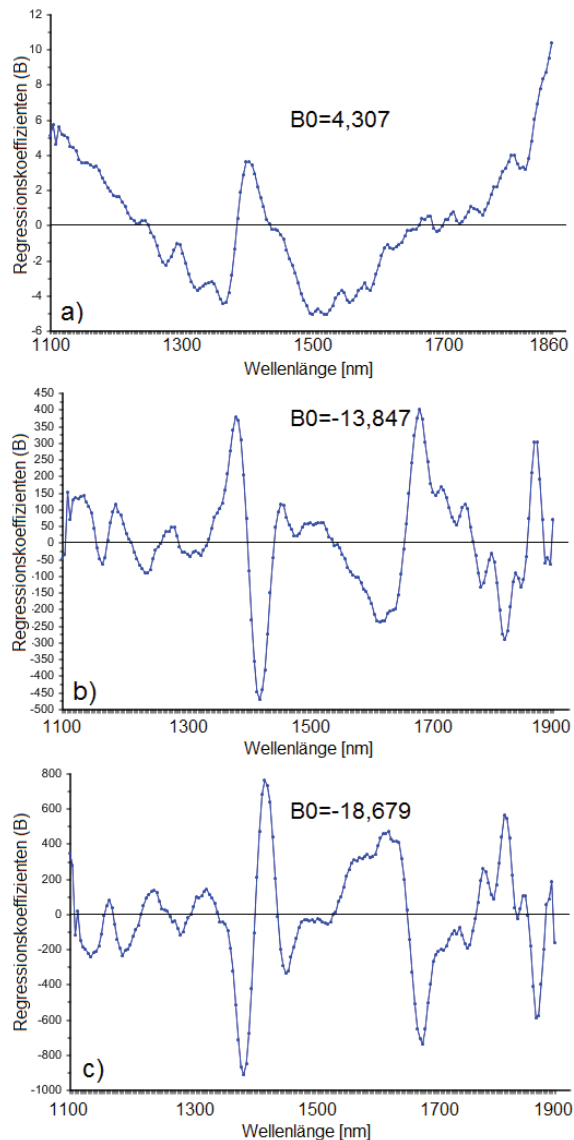 12
10
8
6
4
2
0
-2
-4
-6
Regressionskoeffizienten (B)
B0=4,307
a)
1100 1300 1500 1700 1860
Wellenlänge [nm]
450
400
350
300
250
200
150
100
50
0
-50
-100
-150
-200
-250
-300
-350
-400
-450
-500
Regressionskoeffizienten (B)
B0=-13,847
b)
1100 1300 1500 1700 1900
Wellenlänge [nm]
800
600
400
200
0
-200
-400
-600
-800
-1000
Regressionskoeffizienten (B)
B0=-18,679
c)
1100 1300 1500 1700 1900
Wellenlänge [nm]